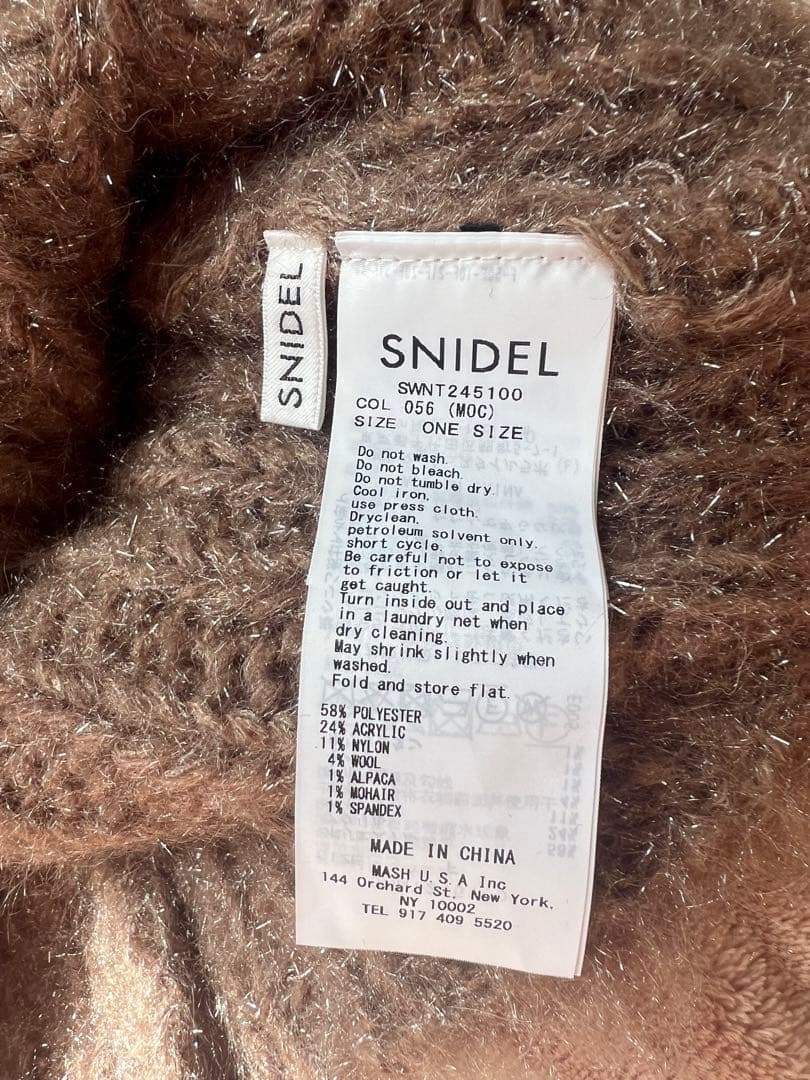 SNIDEL
SNIDEL
SWNT245100
COL 056 (MOC)
SIZE ONE SIZE
Do not wash.
Do not bleach.
Do not tumble dry.
Cool iron.
use press cloth.
Dryclean.
petroleum solvent only.
short cycle.
Be careful not to expose
to friction or let it
get caught.
Turn inside out and place
in a laundry net when
dry cleaning.
May shrink slightly when
washed.
Fold and store flat.
58% POLYESTER
24% ACRYLIC
11% NYLON
4% WOOL
1% ALPACA
1% MOHAIR
1% SPANDEX
MADE IN CHINA
MASH U.S.A Inc
144 Orchard St, New York,
NY 10002
TEL 917 409 5520